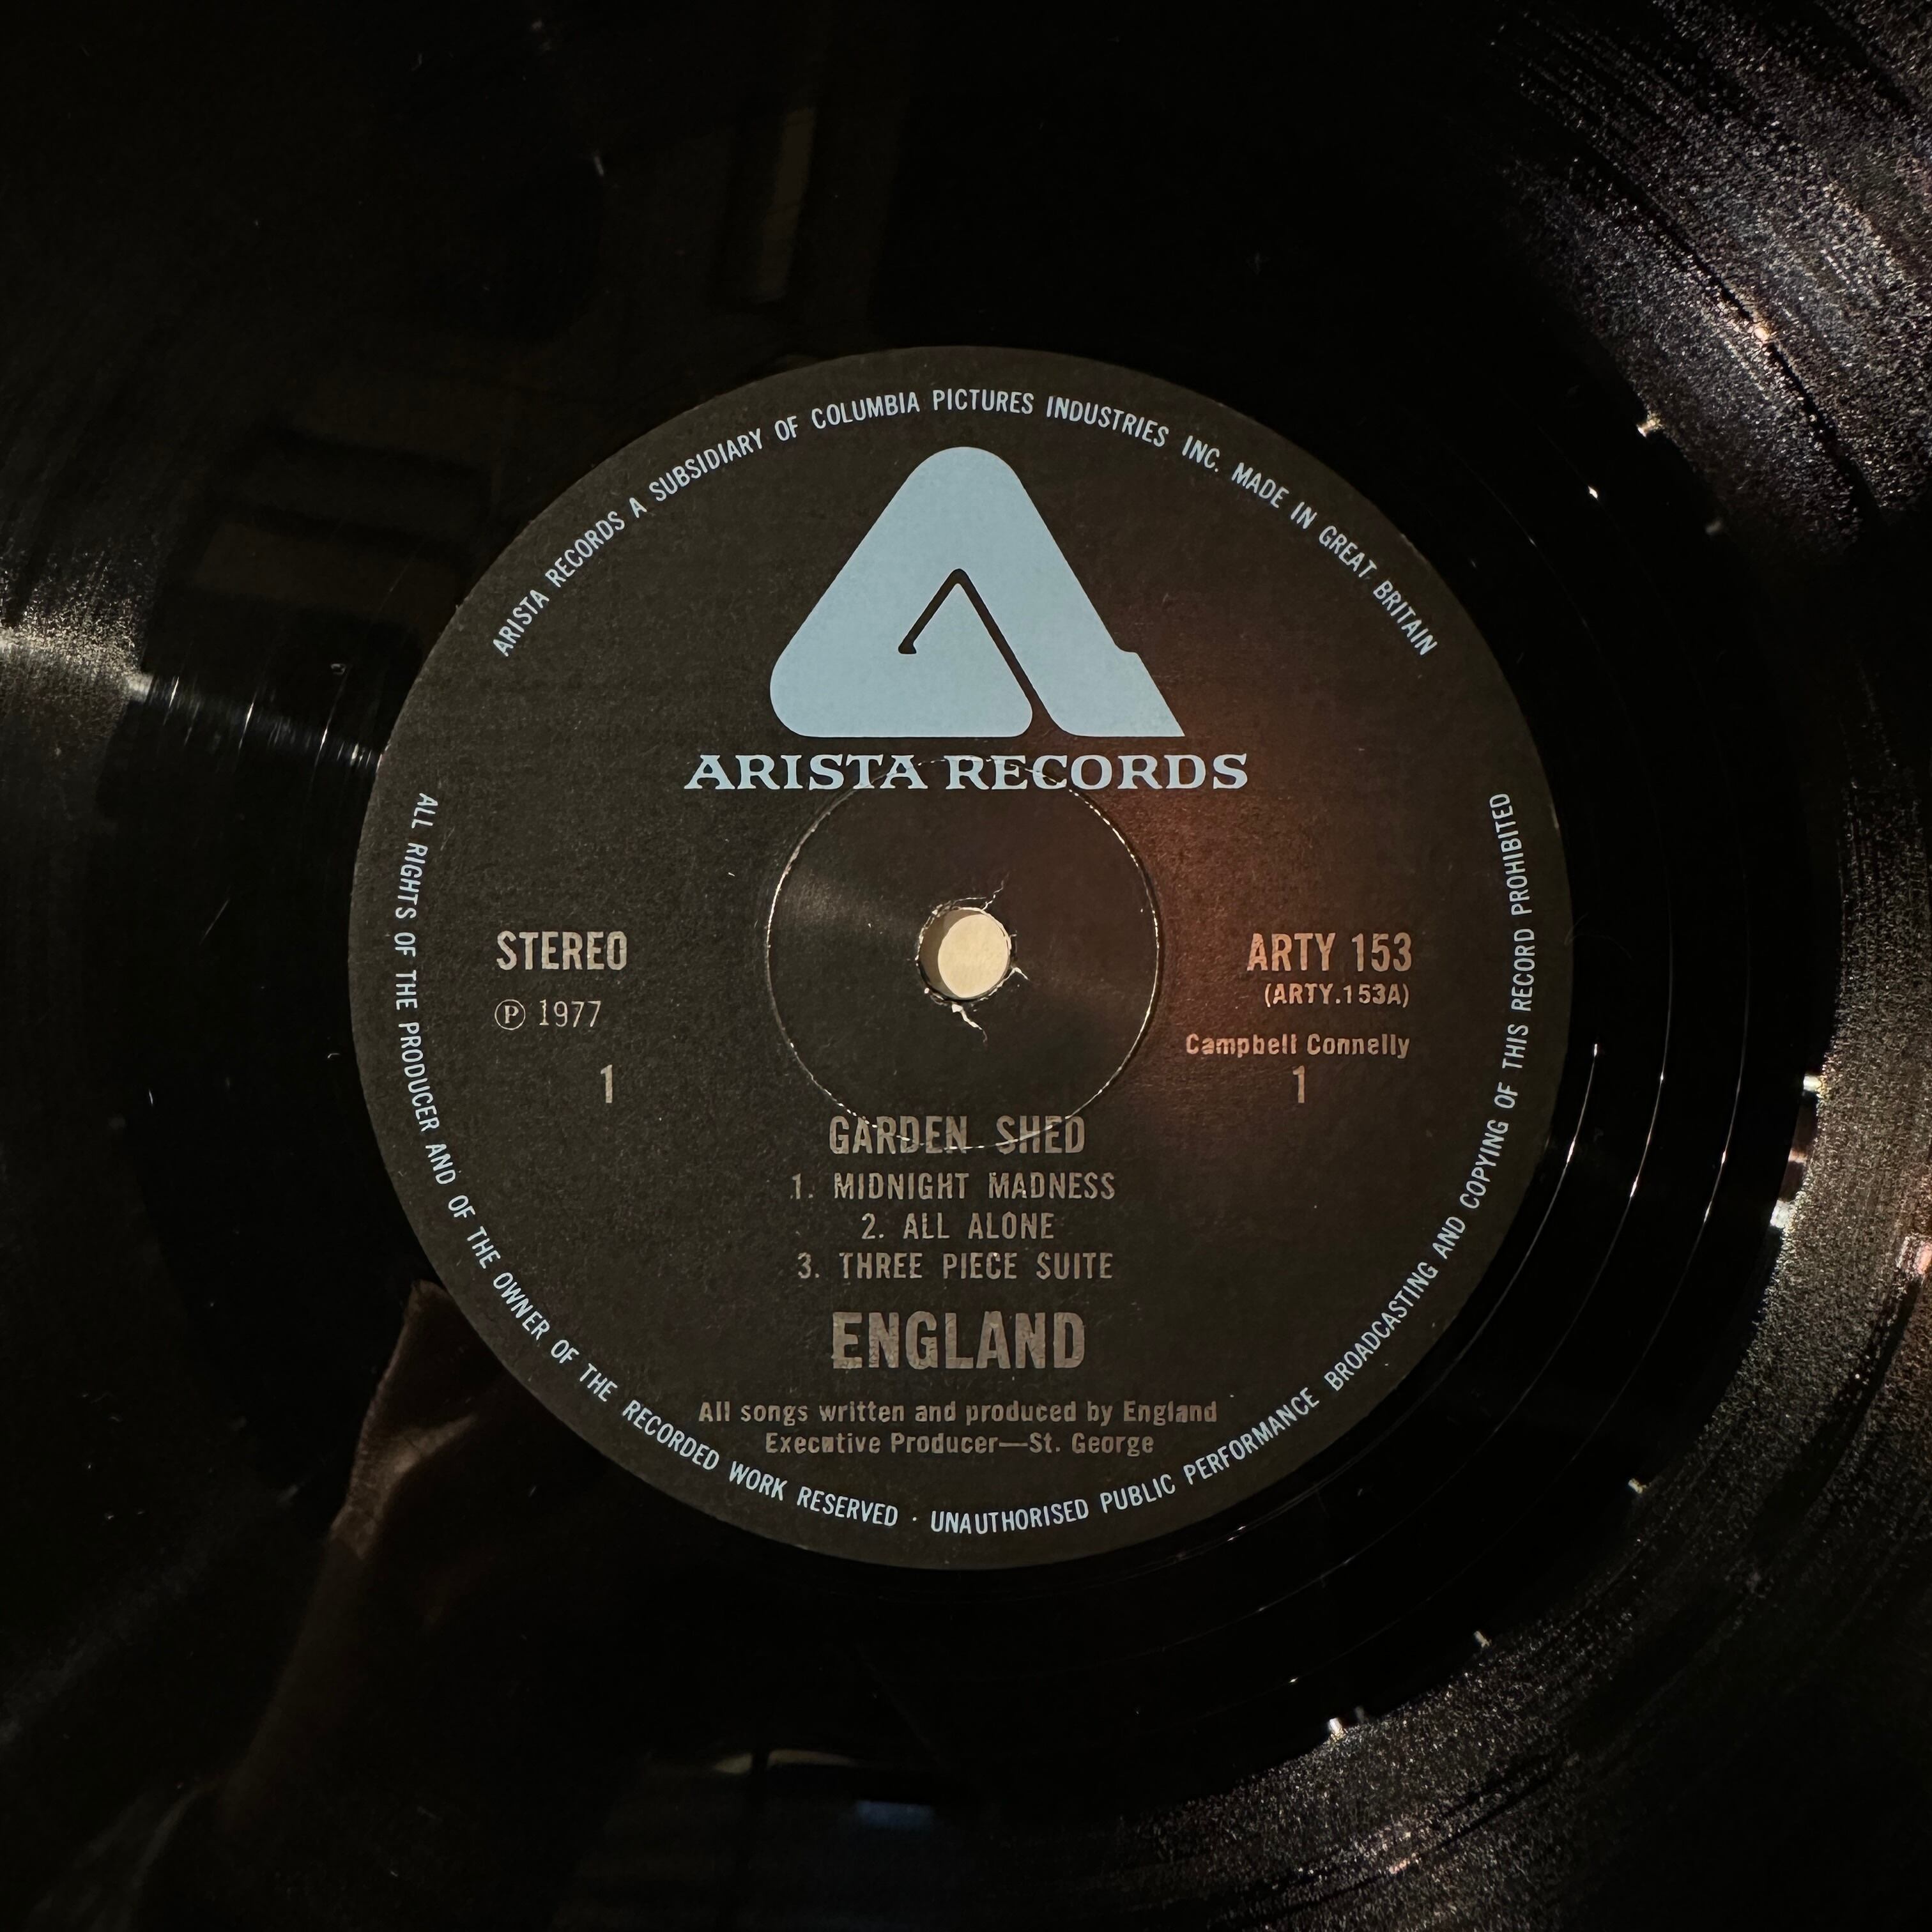 ARISTA RECORDS A SUBSIDIARY OF COLUMBIA PICTURES INDUSTRIES INC. MADE IN GREAT BRITAIN
ARISTA RECORDS
STEREO
℗ 1977
1
ARTY 153
(ARTY.153A)
Campbell Connelly
1
GARDEN SHED
1. MIDNIGHT MADNESS
2. ALL ALONE
3. THREE PIECE SUITE
ENGLAND
All songs written and produced by England
Executive Producer—St. George
ALL RIGHTS OF THE PRODUCER AND OF THE OWNER OF THE RECORDED WORK RESERVED · UNAUTHORISED PUBLIC PERFORMANCE BROADCASTING AND COPYING OF THIS RECORD PROHIBITED